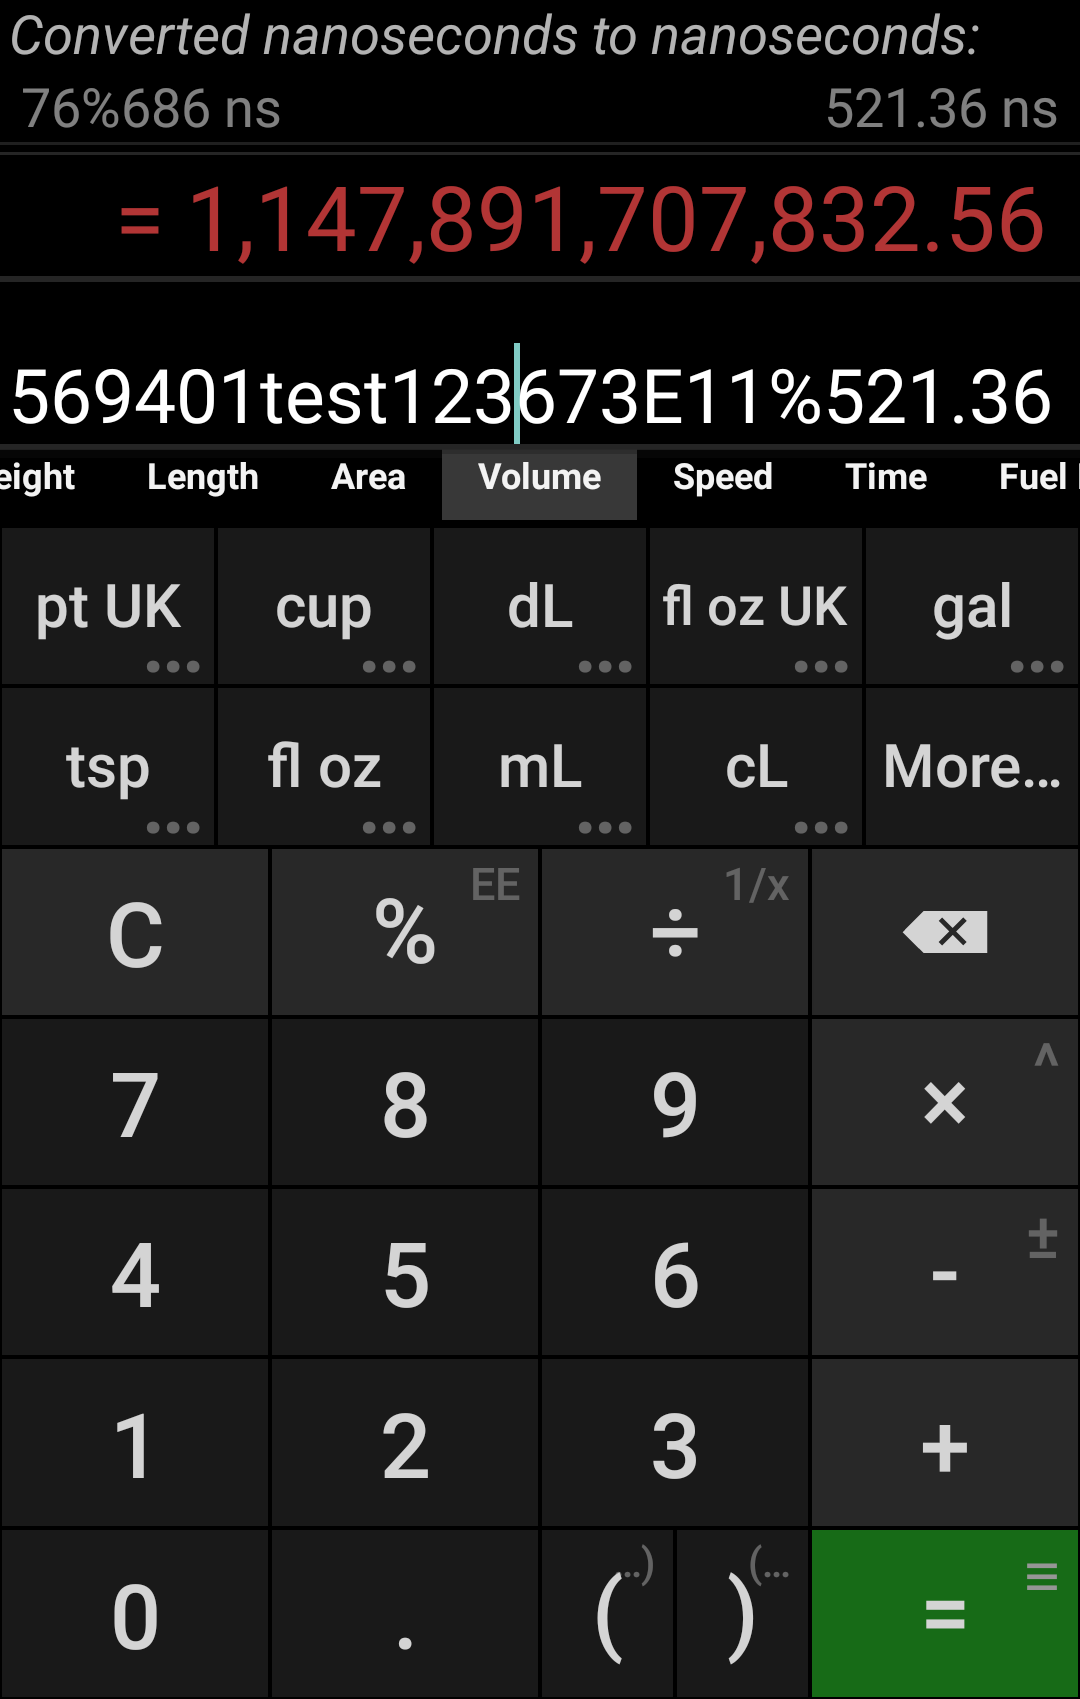 Converted nanoseconds to nanoseconds:
76%686 ns 521.36 ns
= 1,147,891,707,832.56
569401test123673E11%521.36
eight Length Area Volume Speed Time Fuel
pt UK cup dL fl oz UK gal
tsp fl oz mL cL More...
C % EE ÷ 1/x
7 8 9 × ^
4 5 6 - ±
1 2 3 +
0 . ( ..) ) (... = ≡